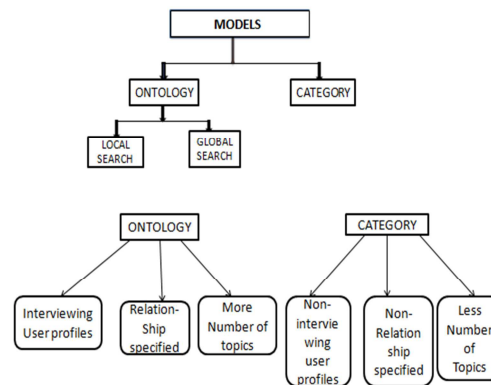 MODELS
ONTOLOGY
CATEGORY
LOCAL
SEARCH
GLOBAL
SEARCH
ONTOLOGY
CATEGORY
Interviewing
User profiles
Relation-
Ship
specified
More
Number of
topics
Non-
intervie
wing
user
profiles
Non-
Relation
ship
specified
Less
Number
of
Topics